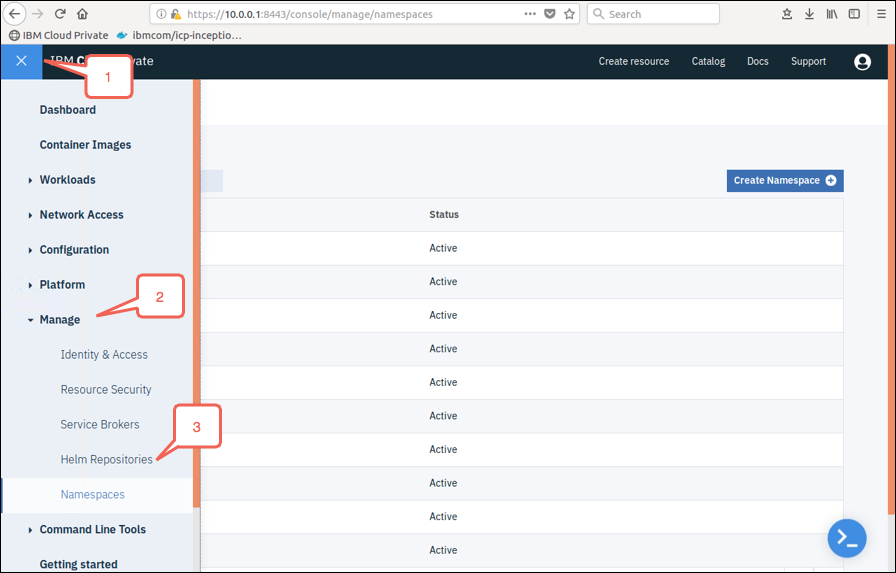 https://10.0.0.1:8443/console/manage/namespaces
Search
IBM Cloud Private
ibmcom/icp-inceptio…
IBM C vate
Create resource
Catalog
Docs
Support
1
Dashboard
Container Images
Workloads
Create Namespace
Network Access
Status
Configuration
Active
Active
Platform
2
Active
Manage
Active
Identity & Access
Active
Resource Security
Active
Service Brokers
3
Active
Helm Repositories
Active
Namespaces
Active
Command Line Tools
Active
Getting started